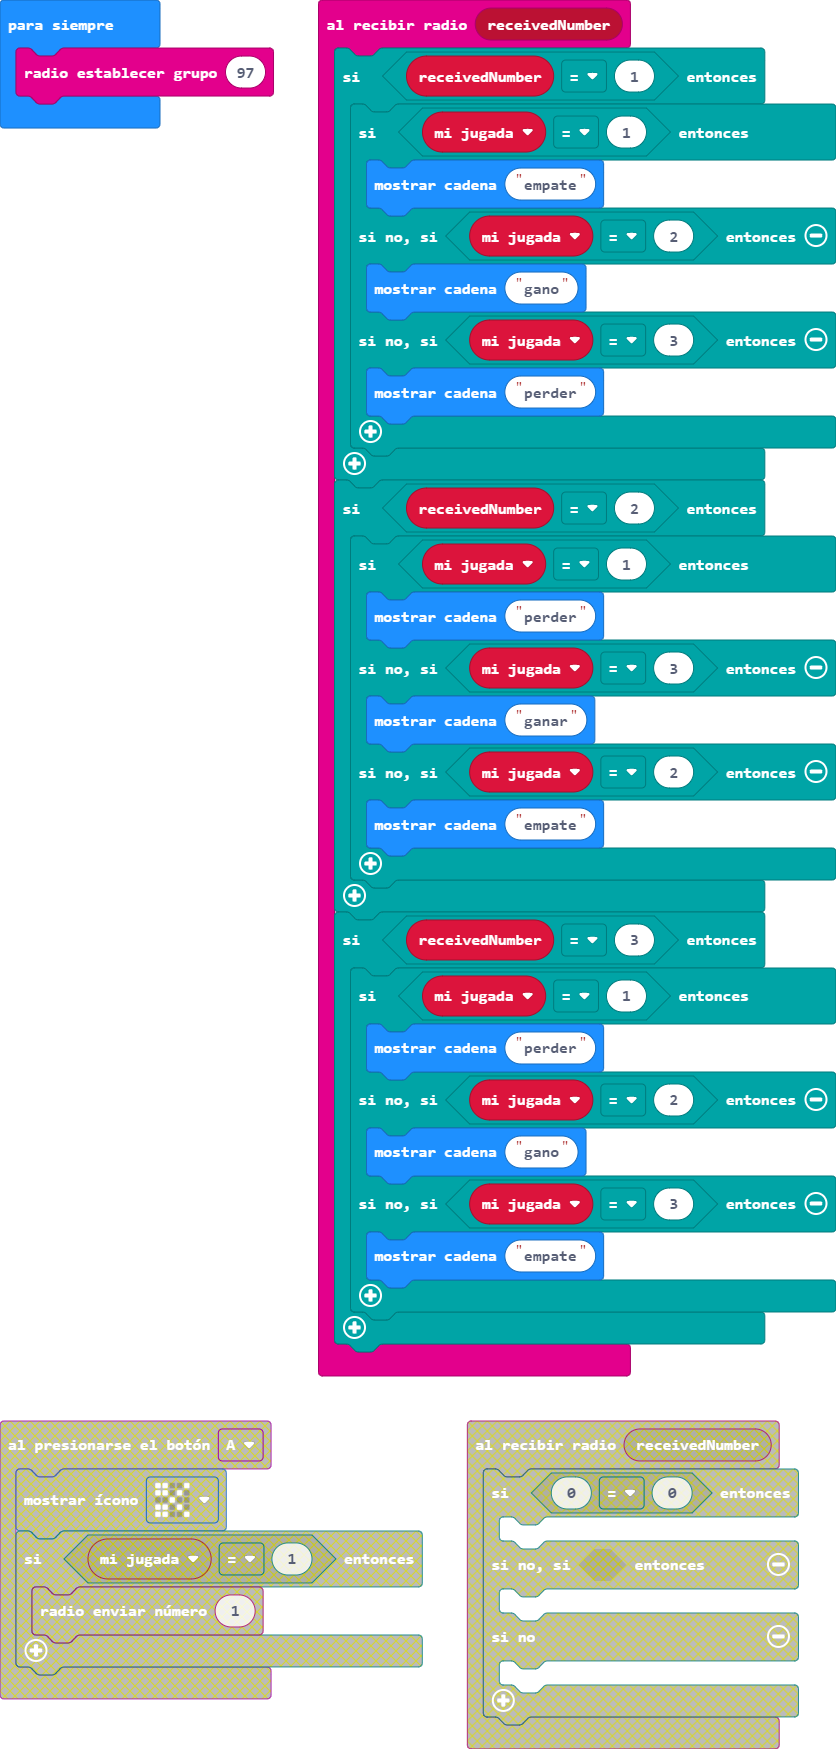 para siempre
radio establecer grupo 97
al recibir radio receivedNumber
si receivedNumber = 1 entonces
si mi jugada = 1 entonces
mostrar cadena "empate"
si no, si mi jugada = 2 entonces
mostrar cadena "gano"
si no, si mi jugada = 3 entonces
mostrar cadena "perder"
si receivedNumber = 2 entonces
si mi jugada = 1 entonces
mostrar cadena "perder"
si no, si mi jugada = 3 entonces
mostrar cadena "ganar"
si no, si mi jugada = 2 entonces
mostrar cadena "empate"
si receivedNumber = 3 entonces
si mi jugada = 1 entonces
mostrar cadena "perder"
si no, si mi jugada = 2 entonces
mostrar cadena "gano"
si no, si mi jugada = 3 entonces
mostrar cadena "empate"
al presionarse el botón A
mostrar ícono
si mi jugada = 1 entonces
radio enviar número 1
al recibir radio receivedNumber
si 0 = 0 entonces
si no, si entonces
si no